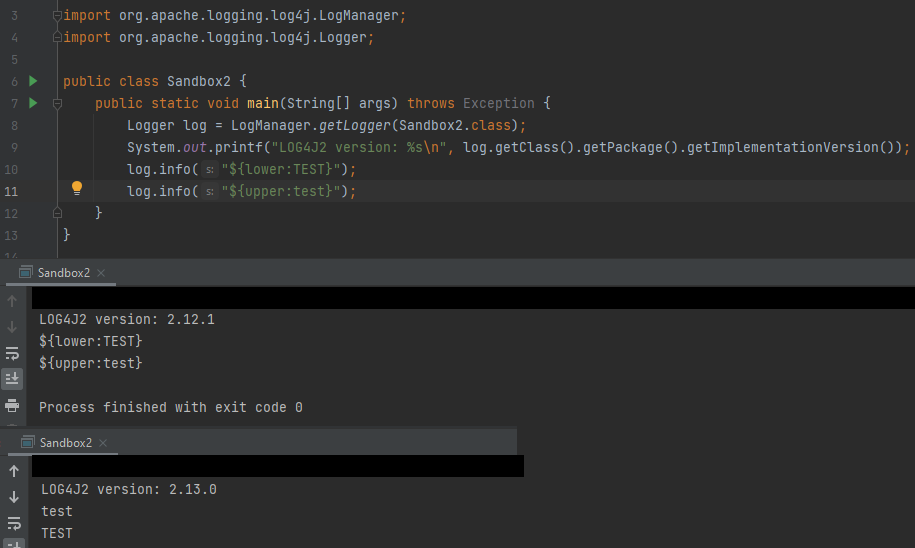 3 import org.apache.logging.log4j.LogManager;
4 import org.apache.logging.log4j.Logger;
5
6 public class Sandbox2 {
7 public static void main(String[] args) throws Exception {
8 Logger log = LogManager.getLogger(Sandbox2.class);
9 System.out.printf("LOG4J2 version: %s\n", log.getClass().getPackage().getImplementationVersion());
10 log.info( s: "${lower:TEST}");
11 log.info( s: "${upper:test}");
12 }
13 }
14
Sandbox2 ×
LOG4J2 version: 2.12.1
${lower:TEST}
${upper:test}
Process finished with exit code 0
Sandbox2 ×
LOG4J2 version: 2.13.0
test
TEST